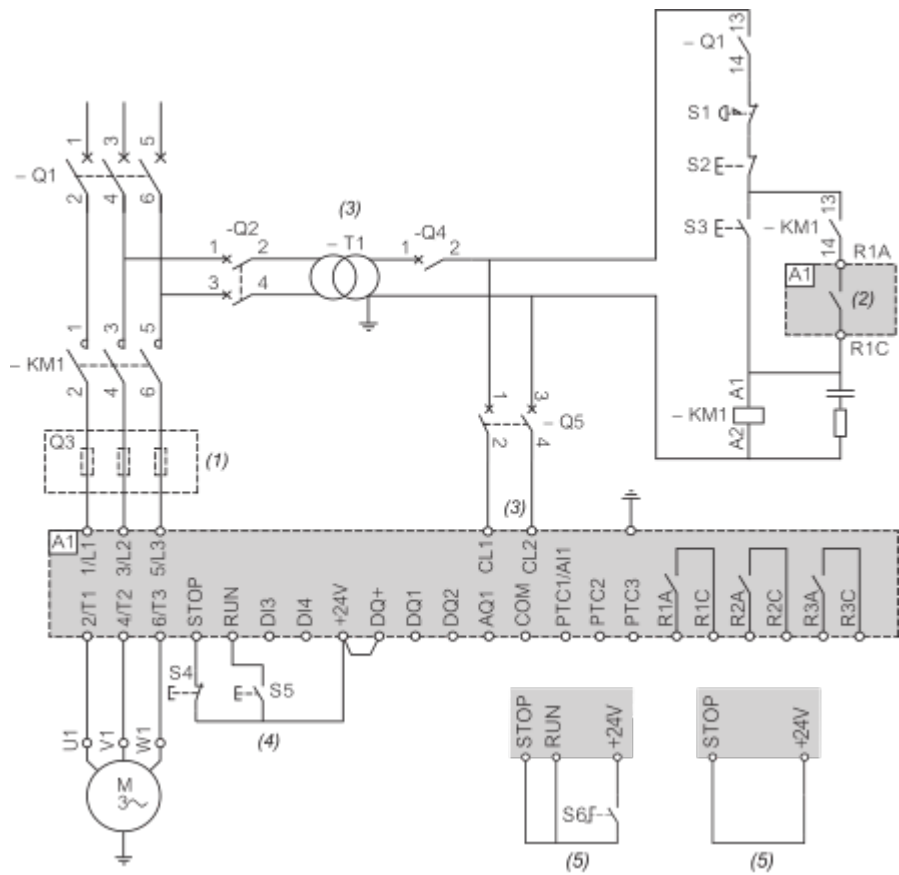 – Q1
1
3
5
2
4
6
-Q2
1
2
3
4
(3)
– T1
-Q4
1
2
– Q1
13
14
S1
S2
S3
– KM1
13
14
R1A
A1
(2)
R1C
– KM1
A1
A2
– KM1
1
3
5
2
4
6
Q3
(1)
1
3
– Q5
2
4
(3)
A1
1/L1
3/L2
5/L3
CL1
CL2
2/T1
4/T2
6/T3
STOP
RUN
DI3
DI4
+24V
DQ+
DQ1
DQ2
AQ1
COM
PTC1/AI1
PTC2
PTC3
R1A
R1C
R2A
R2C
R3A
R3C
S4
S5
(4)
U1
V1
W1
M
3
STOP
RUN
+24V
S6
(5)
STOP
+24V
(5)